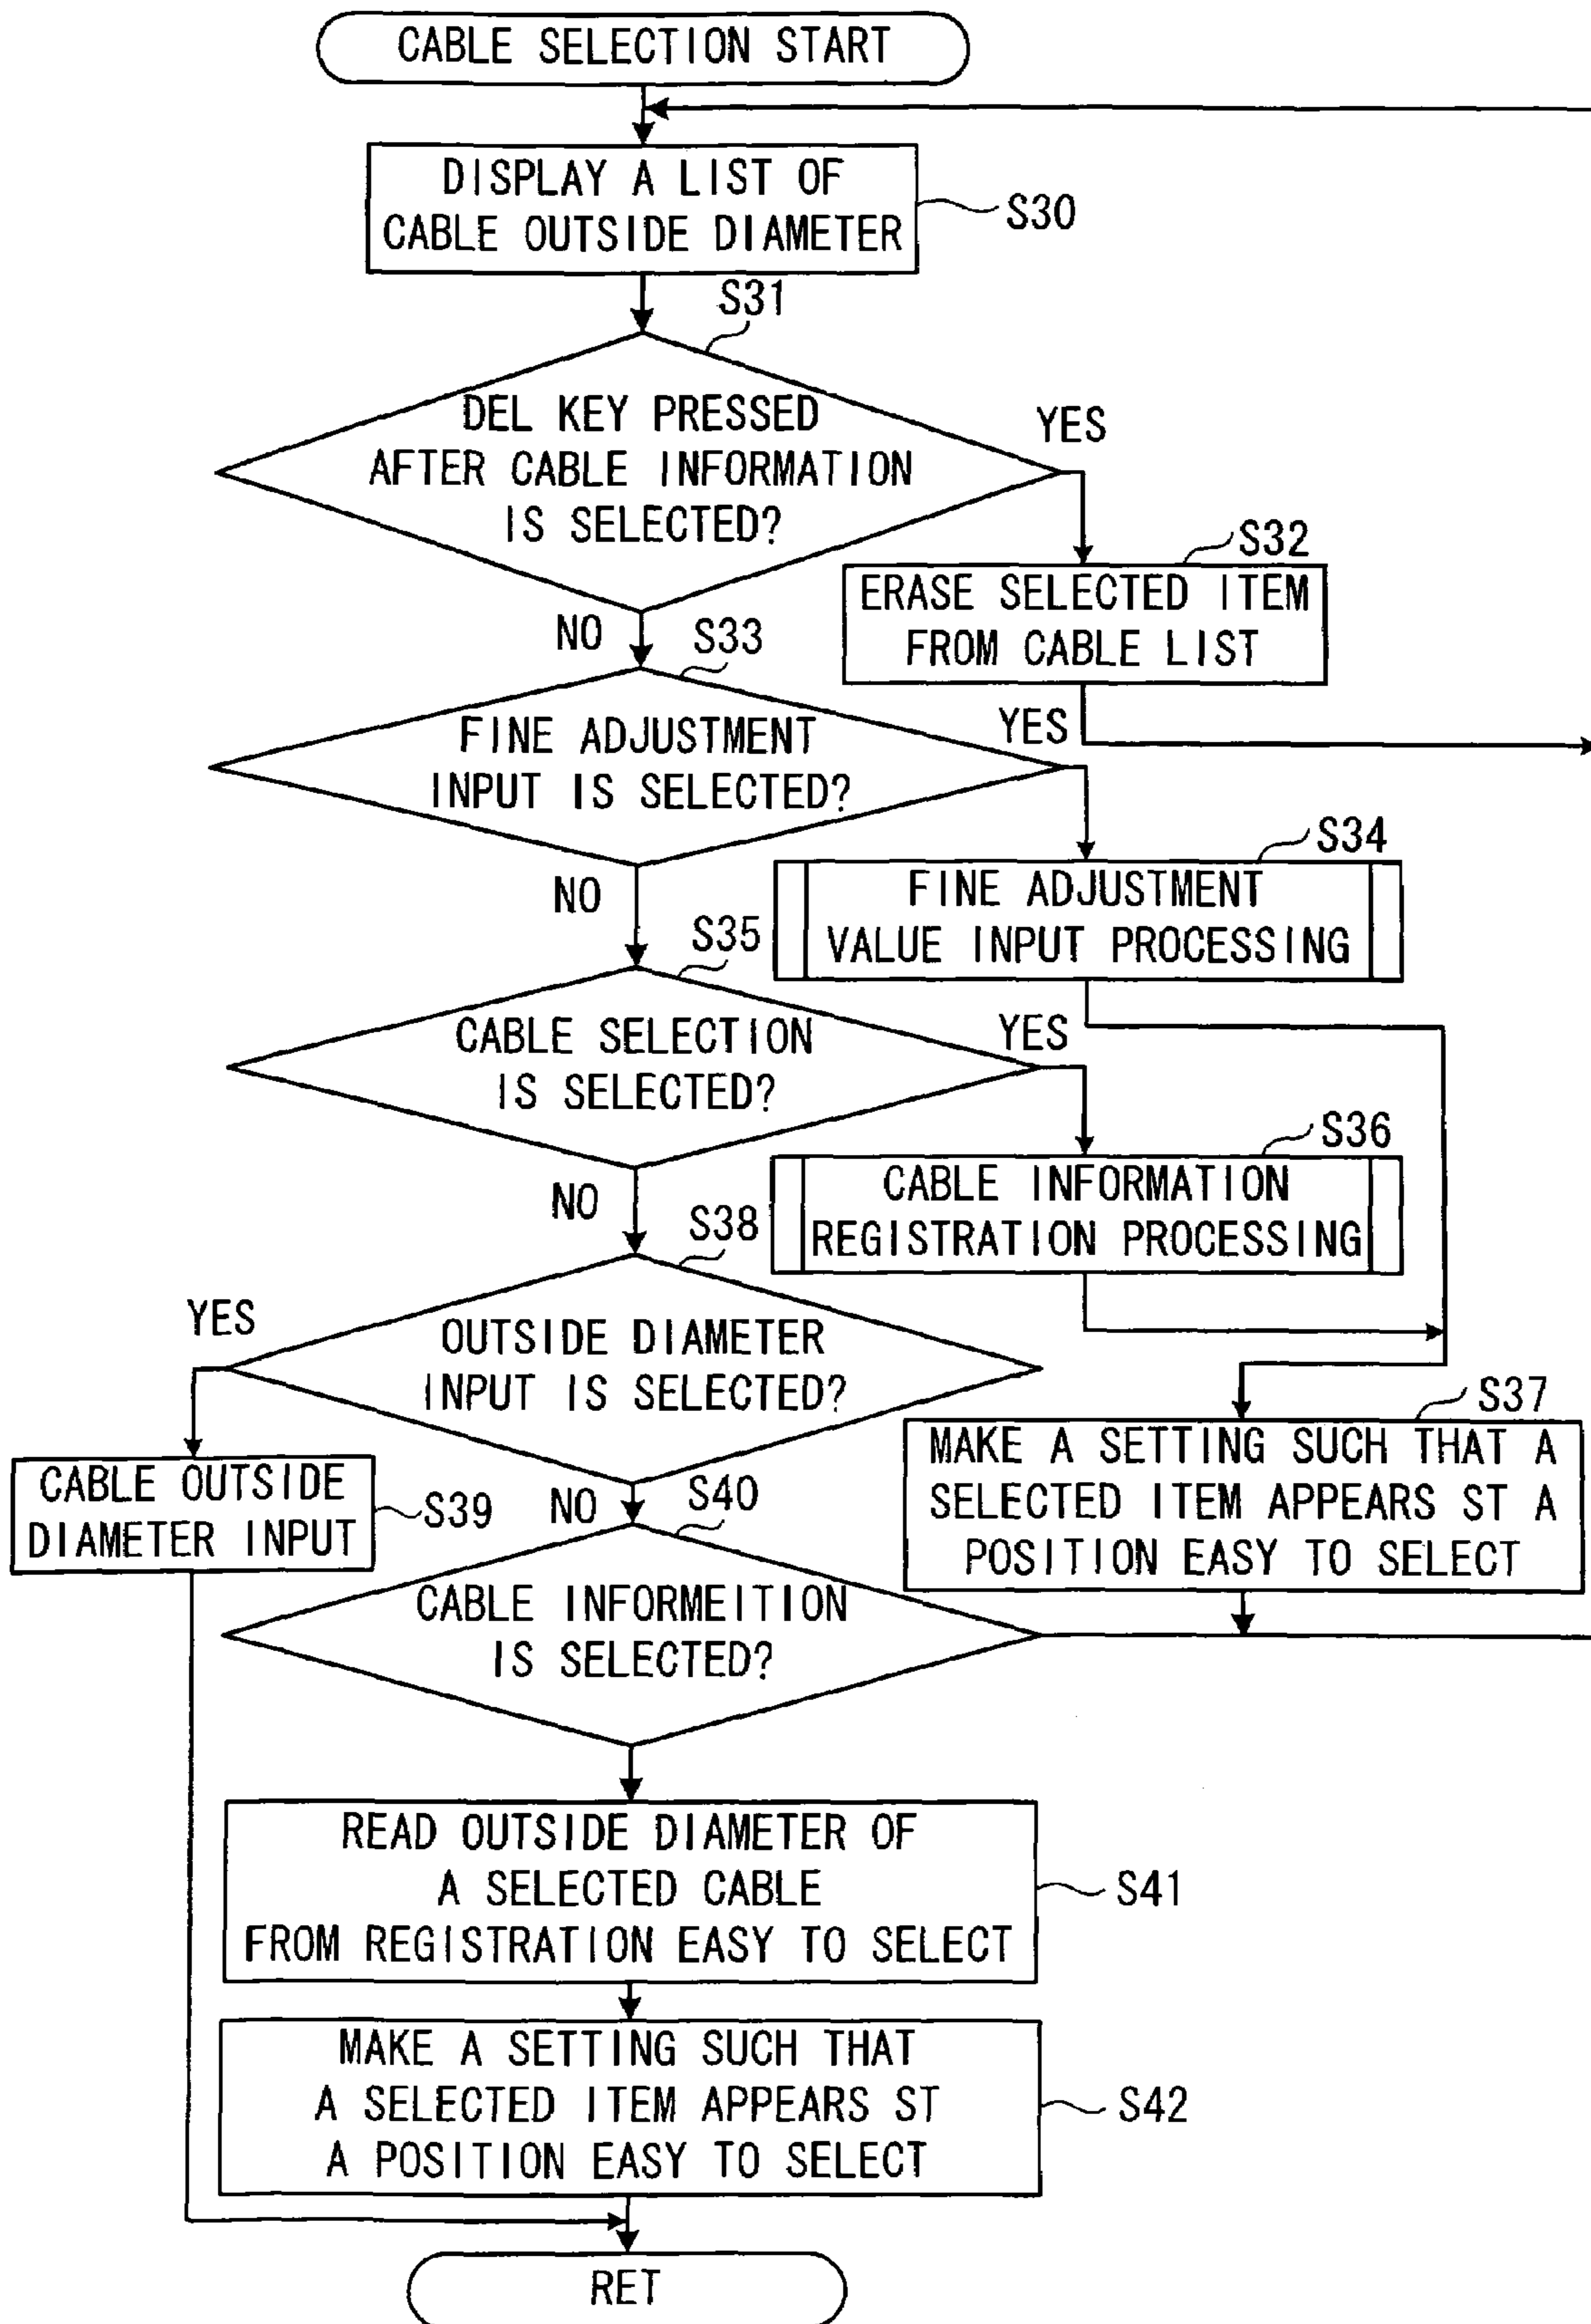 CABLE SELECTION START
DISPLAY A LIST OF
CABLE OUTSIDE DIAMETER
S30
S31
DEL KEY PRESSED
AFTER CABLE INFORMATION
IS SELECTED?
YES
S32
ERASE SELECTED ITEM
FROM CABLE LIST
NO
S33
FINE ADJUSTMENT
INPUT IS SELECTED?
YES
S34
FINE ADJUSTMENT
VALUE INPUT PROCESSING
NO
S35
CABLE SELECTION
IS SELECTED?
YES
S36
CABLE INFORMATION
REGISTRATION PROCESSING
NO
S38
YES
OUTSIDE DIAMETER
INPUT IS SELECTED?
S37
MAKE A SETTING SUCH THAT A
SELECTED ITEM APPEARS ST A
POSITION EASY TO SELECT
CABLE OUTSIDE
DIAMETER INPUT
S39
NO
S40
CABLE INFORMEITION
IS SELECTED?
READ OUTSIDE DIAMETER OF
A SELECTED CABLE
FROM REGISTRATION EASY TO SELECT
S41
MAKE A SETTING SUCH THAT
A SELECTED ITEM APPEARS ST
A POSITION EASY TO SELECT
S42
RET